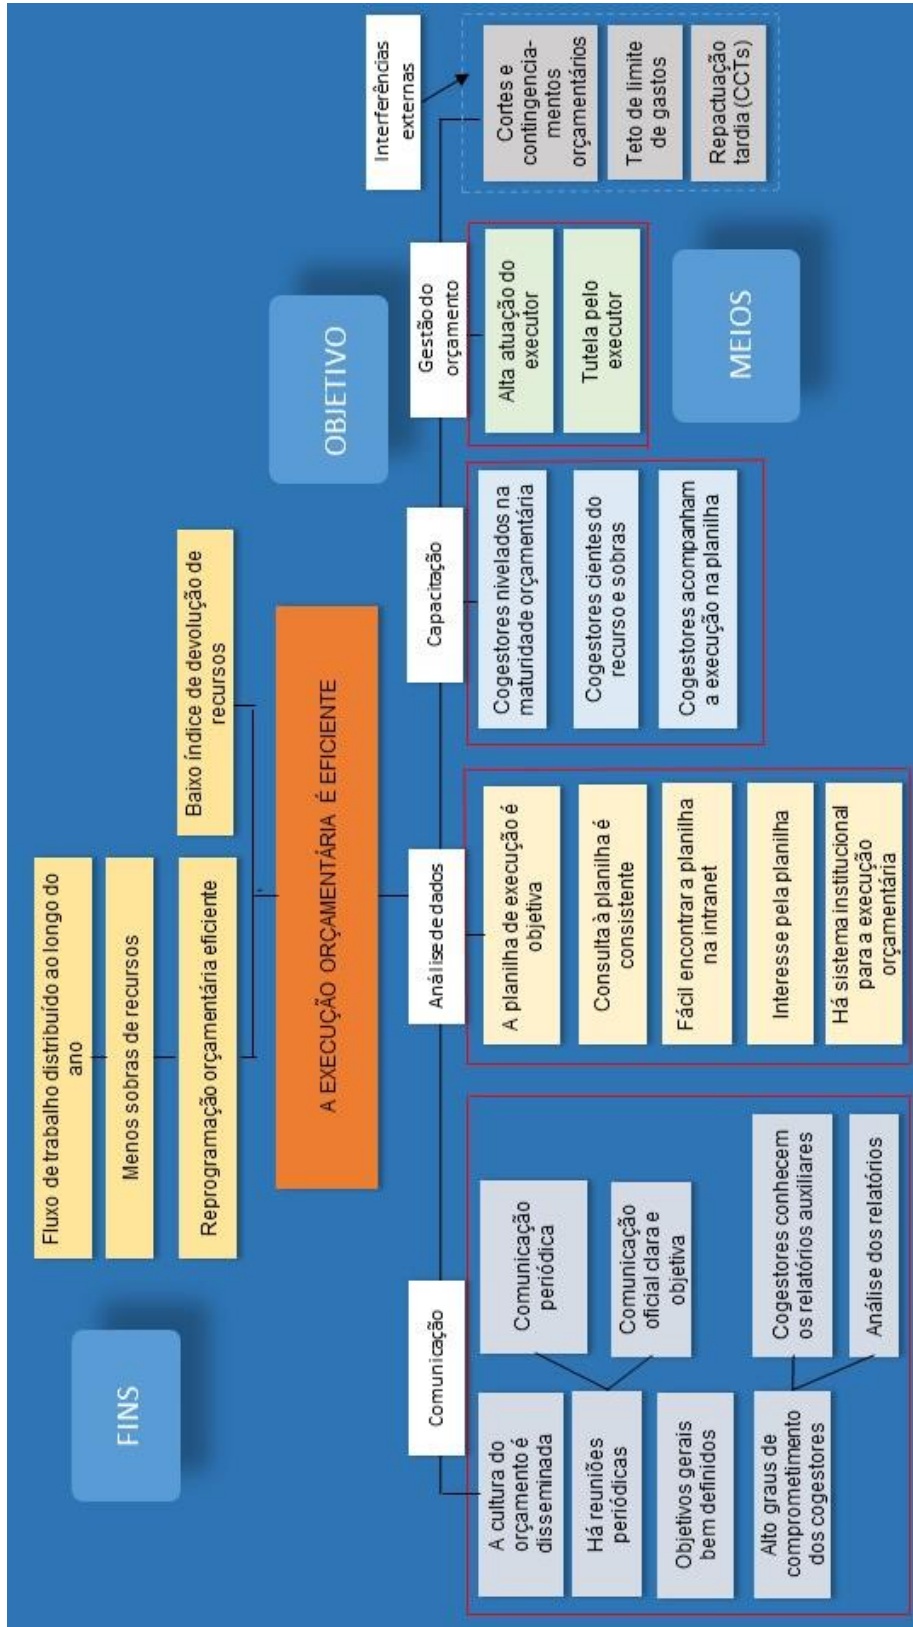 FINS
Fluxo de trabalho distribuído ao longo do
ano
Menos sobras de recursos
Reprogramação orçamentária eficiente
Baixo índice de devolução de
recursos
OBJETIVO
A EXECUÇÃO ORÇAMENTÁRIA É EFICIENTE
Interferências
externas
Comunicação
Análise de dados
Capacitação
Gestão do
orçamento
A cultura do
orçamento é
disseminada
Há reuniões
periódicas
Objetivos gerais
bem definidos
Alto graus de
comprometimento
dos cogestores
Comunicação
periódica
Comunicação
oficial clara e
objetiva
Cogestores conhecem
os relatórios auxiliares
Análise dos relatórios
A planilha de execução é
objetiva
Consulta à planilha é
consistente
Fácil encontrar a planilha
na intranet
Interesse pela planilha
Há sistema institucional
para a execução
orçamentária
Cogestores nivelados na
maturidade orçamentária
Cogestores cientes do
recurso e sobras
Cogestores acompanham
a execução na planilha
Alta atuação do
executor
Tutela pelo
executor
Cortes e
contingencia-
mentos
orçamentários
Teto de limite
de gastos
Repactuação
tardia (CCTs)
MEIOS